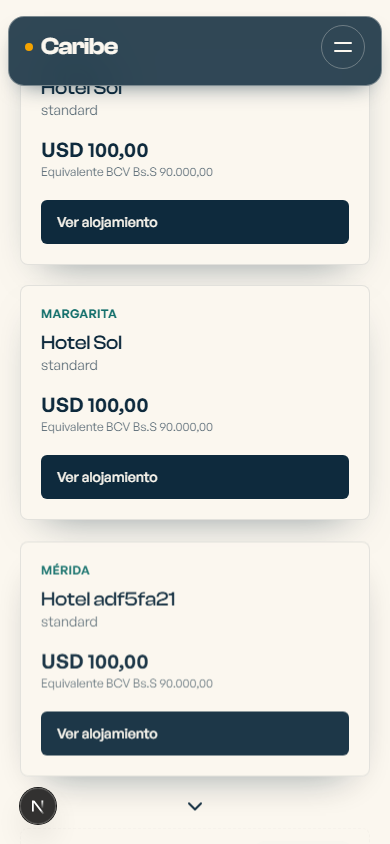 Caribe
Hotel Sol
standard
USD 100,00
Equivalente BCV Bs.S 90.000,00
Ver alojamiento
MARGARITA
Hotel Sol
standard
USD 100,00
Equivalente BCV Bs.S 90.000,00
Ver alojamiento
MÉRIDA
Hotel adf5fa21
standard
USD 100,00
Equivalente BCV Bs.S 90.000,00
Ver alojamiento
N